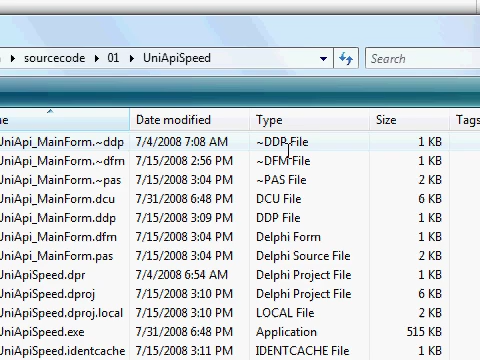 sourcecode 01 UniApiSpeed Search
ne Date modified Type Size Tags
UniApi_MainForm.~ddp 7/4/2008 7:08 AM ~DDP File 1 KB
UniApi_MainForm.~dfm 7/15/2008 2:56 PM ~DFM File 1 KB
UniApi_MainForm.~pas 7/15/2008 3:04 PM ~PAS File 2 KB
UniApi_MainForm.dcu 7/31/2008 6:48 PM DCU File 6 KB
UniApi_MainForm.ddp 7/15/2008 3:09 PM DDP File 1 KB
UniApi_MainForm.dfm 7/15/2008 3:04 PM Delphi Form 1 KB
UniApi_MainForm.pas 7/15/2008 3:04 PM Delphi Source File 2 KB
UniApiSpeed.dpr 7/4/2008 6:54 AM Delphi Project File 1 KB
UniApiSpeed.dproj 7/15/2008 3:10 PM Delphi Project File 6 KB
UniApiSpeed.dproj.local 7/15/2008 3:10 PM LOCAL File 2 KB
UniApiSpeed.exe 7/31/2008 6:48 PM Application 515 KB
UniApiSpeed.identcache 7/15/2008 3:11 PM IDENTCACHE File 1 KB